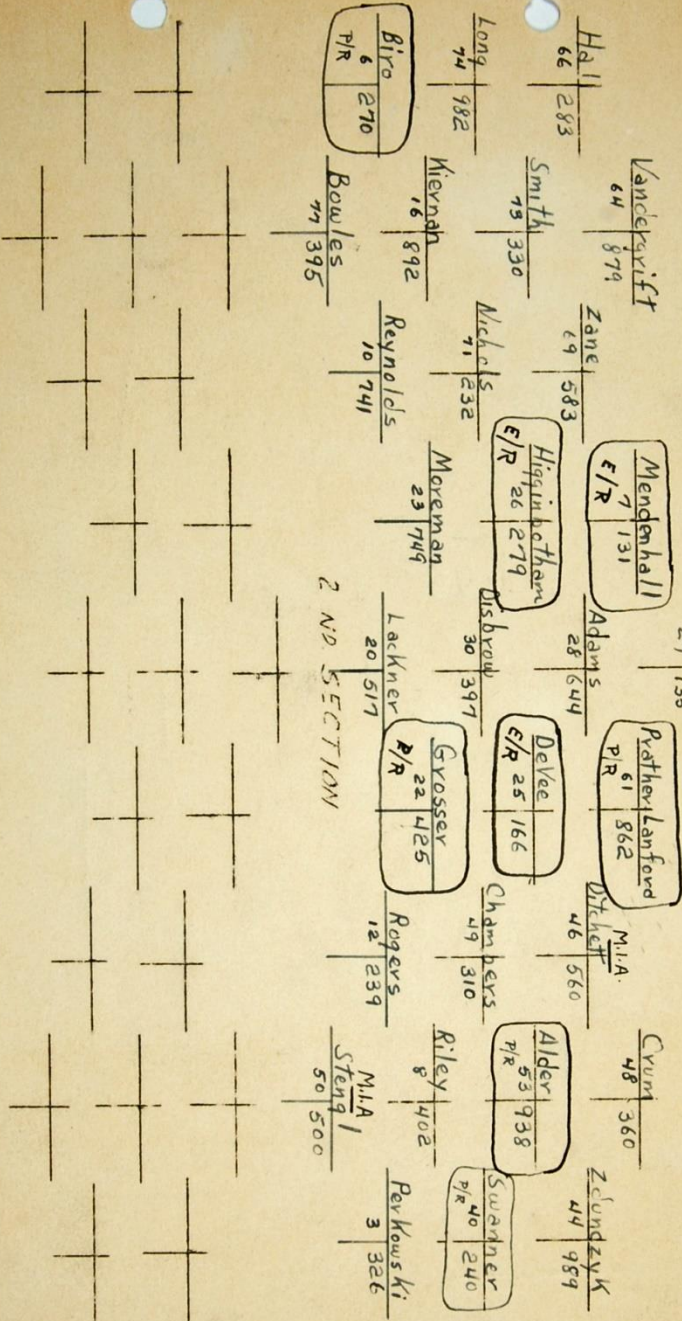 Vandergrift
64 879
Mendenhall
7 131
E/R
Prather Lanford
61 862
P/R
Crum
48 360
Hall
66 283
Zane
69 583
Adams
28 644
M.I.A.
Ditchett
46 560
Zdundzyk
44 989
Smith
73 330
Higginbotham
E/R 26 279
DeVee
E/R 25 166
Alder
53 938
P/R
Long
74 982
Nichols
71 232
Disbrow
30 397
Chambers
49 310
Swanner
40 240
P/R
Kiernan
16 892
Moreman
23 749
Grosser
22 425
P/R
Riley
8 402
Biro
6 270
P/R
Reynolds
10 741
Lackner
20 517
Rogers
12 239
Perkowski
3 326
Bowles
77 395
M.I.A
Stengl
50 500
2 ND SECTION